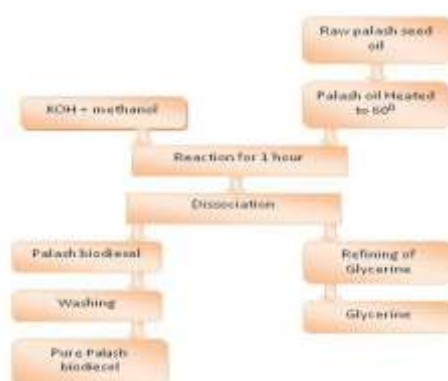 Raw palash seed
oil
KOH + methanol
Palash oil Heated
to 60⁰
Reaction for 1 hour
Dissociation
Palash biodiesel
Refining of
Glycerine
Washing
Glycerine
Pure Palash
biodiesel